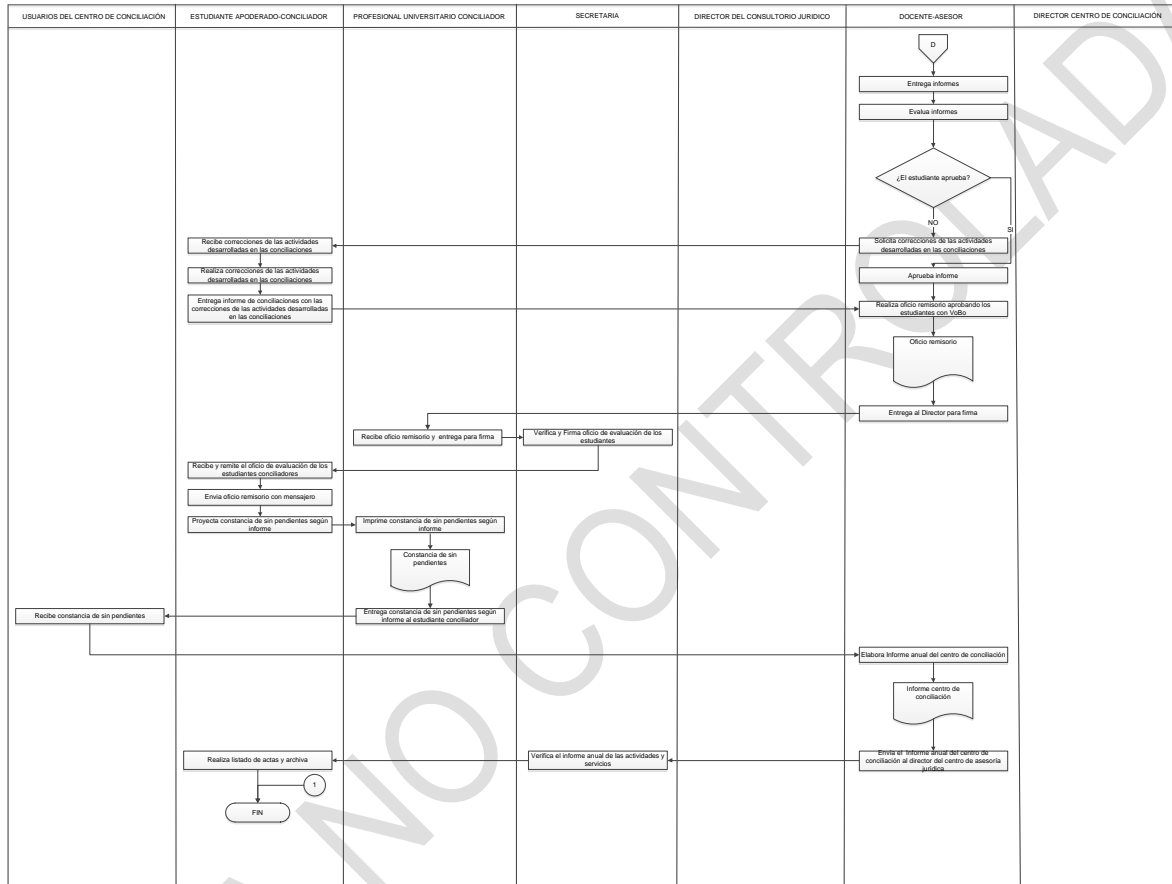 USUARIOS DEL CENTRO DE CONCILIACIÓN
ESTUDIANTE APODERADO-CONCILIADOR
PROFESIONAL UNIVERSITARIO CONCILIADOR
SECRETARIA
DIRECTOR DEL CONSULTORIO JURIDICO
DOCENTE-ASESOR
DIRECTOR CENTRO DE CONCILIACIÓN
D
Entrega informes
Evalua informes
¿El estudiante aprueba?
NO
SI
Solicita correcciones de las actividades
desarrolladas en las conciliaciones
Recibe correcciones de las actividades
desarrolladas en las conciliaciones
Realiza correcciones de las actividades
desarrolladas en las conciliaciones
Aprueba informe
Entrega informe de conciliaciones con las
correcciones de las actividades desarrolladas
en las conciliaciones
Realiza oficio remisorio aprobando los
estudiantes con VoBo
Oficio remisorio
Entrega al Director para firma
Recibe oficio remisorio y entrega para firma
Verifica y Firma oficio de evaluación de los
estudiantes
Recibe y remite el oficio de evaluación de los
estudiantes conciliadores
Envia oficio remisorio con mensajero
Proyecta constancia de sin pendientes según
informe
Imprime constancia de sin pendientes según
informe
Constancia de sin
pendientes
Entrega constancia de sin pendientes según
informe al estudiante conciliador
Recibe constancia de sin pendientes
Elabora Informe anual del centro de conciliación
Informe centro de
conciliación
Envia el Informe anual del centro de
conciliación al director del centro de asesoría
jurídica
Verifica el informe anual de las actividades y
servicios
Realiza listado de actas y archiva
1
FIN
NO CONTROLADA